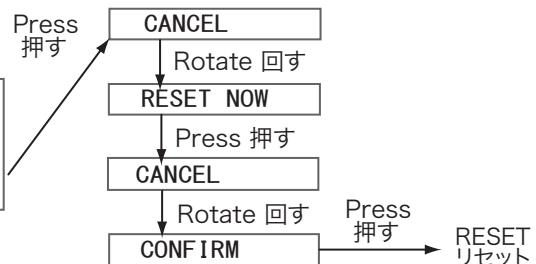 Press
押す
CANCEL
Rotate 回す
RESET NOW
Press 押す
CANCEL
Rotate 回す
CONFIRM
Press
押す
RESET
リセット